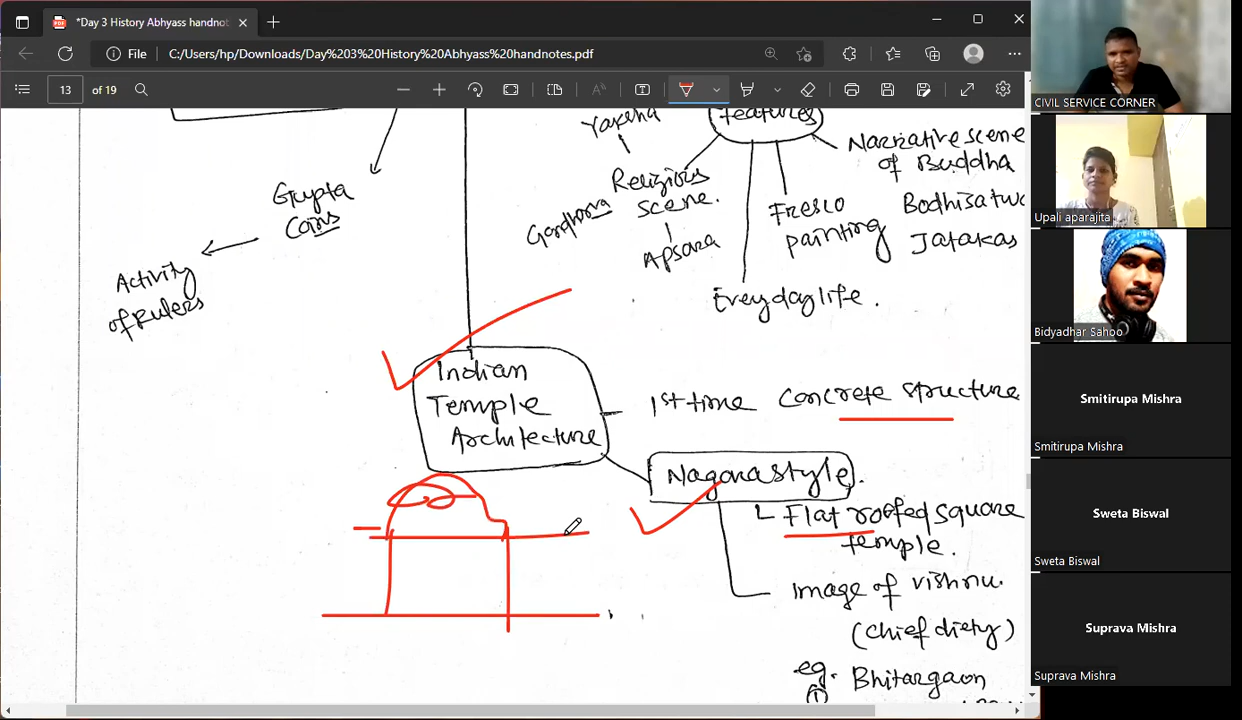 *Day 3 History Abhyass handnote
File
C:/Users/hp/Downloads/Day%203%20History%20Abhyass%20handnotes.pdf
13 of 19
Yaksha
features
Narrative scene
of Buddha
Religious
scene.
Gandharva
Apsara
Fresco
painting
Bodhisatva
Jatakas
Everyday life.
Gupta
Coins
Activity
of Rulers
Indian
Temple
Architecture
1st time Concrete structure
Nagara style.
Flat roofed square
temple.
image of vishnu.
(chief diety)
eg. Bhitargaon
①
CIVIL SERVICE CORNER
Upali aparajita
Bidyadhar Sahoo
Smitirupa Mishra
Smitirupa Mishra
Sweta Biswal
Sweta Biswal
Suprava Mishra
Suprava Mishra